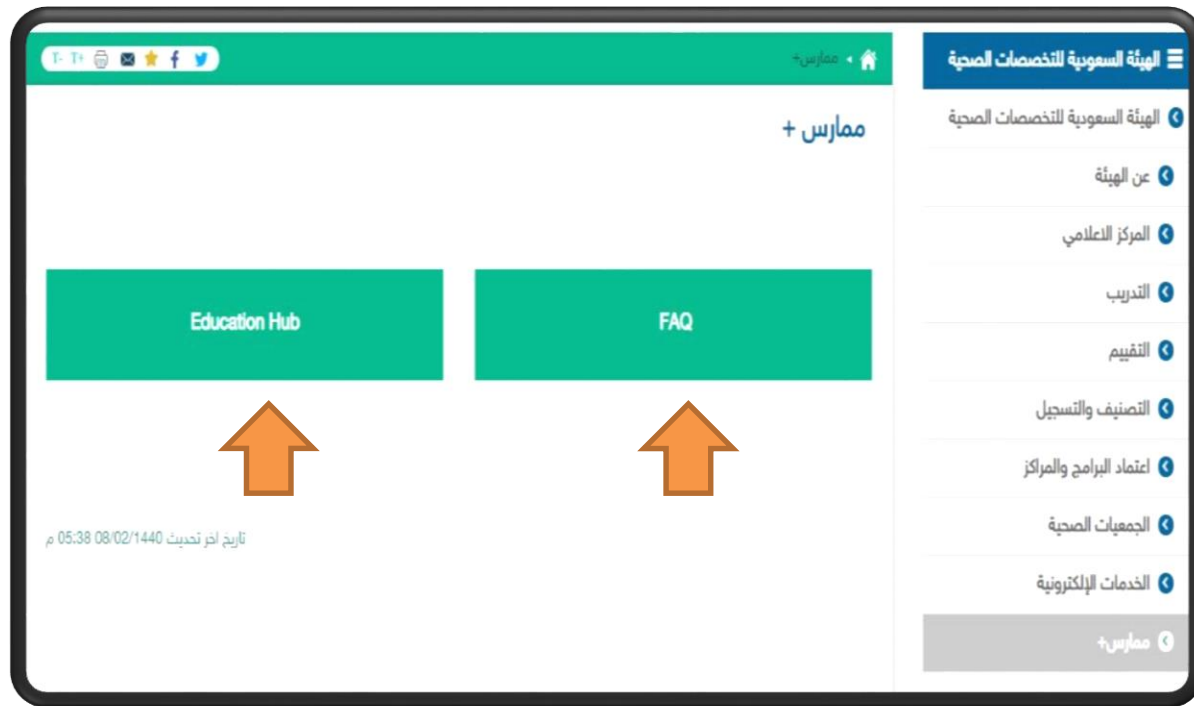 الهيئة السعودية للتخصصات الصحية
الهيئة السعودية للتخصصات الصحية
عن الهيئة
المركز الاعلامي
التدريب
التقييم
التصنيف والتسجيل
اعتماد البرامج والمراكز
الجمعيات الصحية
الخدمات الإلكترونية
ممارس+
ممارس+
T- T+
ممارس +
FAQ
Education Hub
تاريخ اخر تحديث 08/02/1440 05:38 م